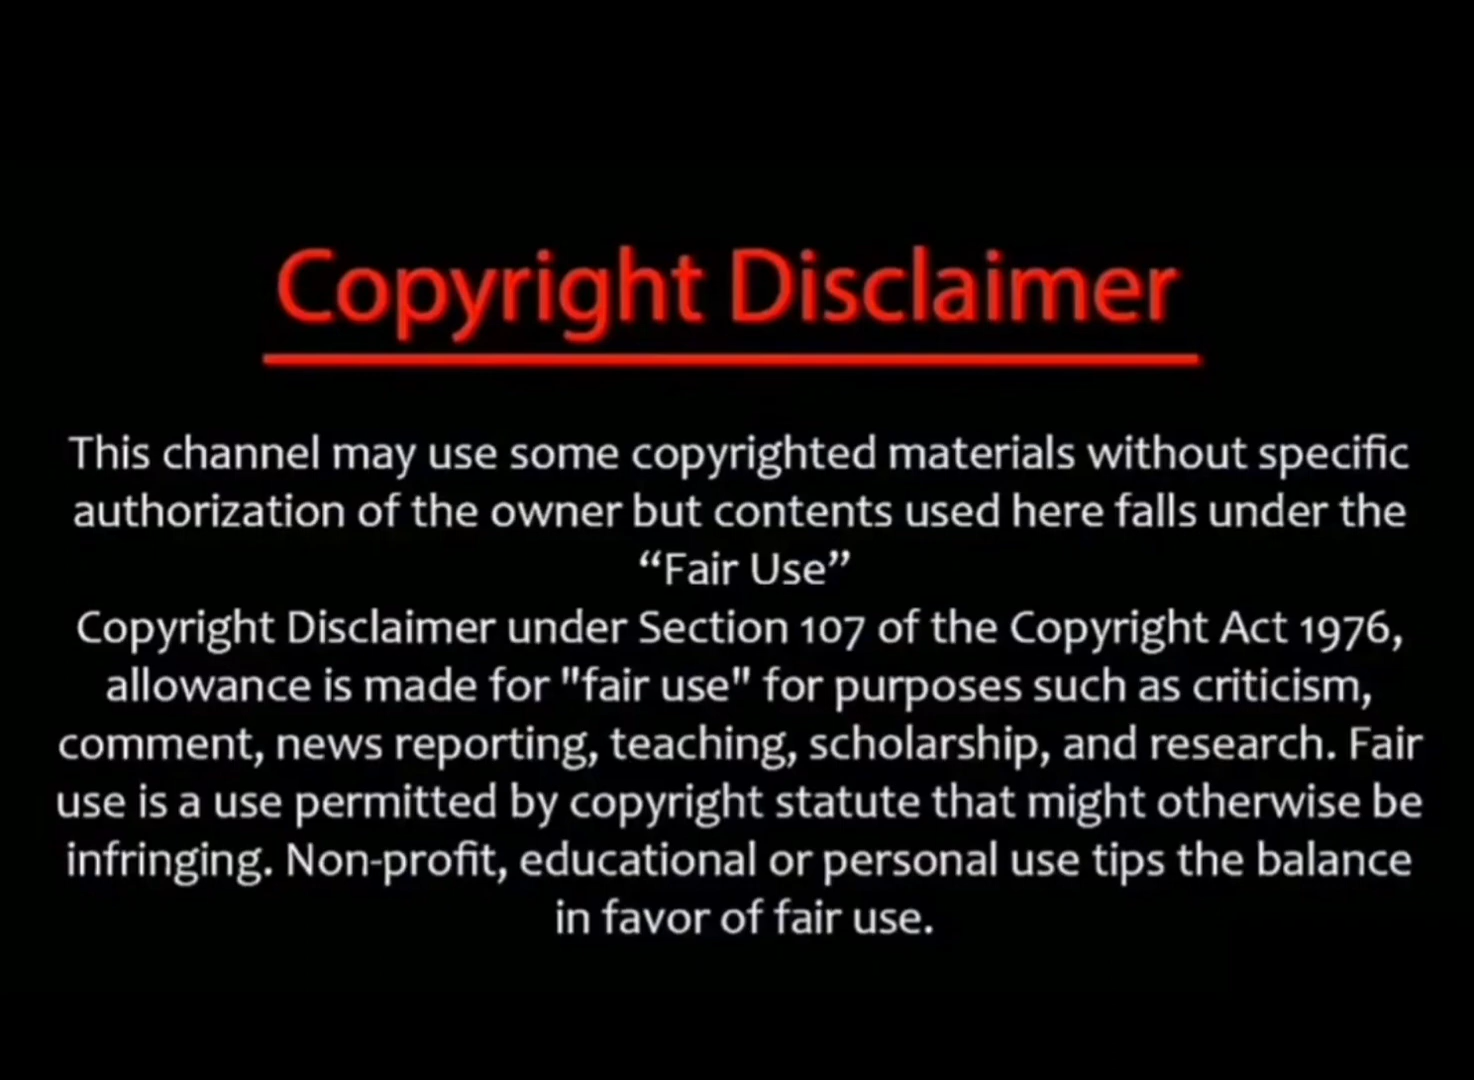 Copyright Disclaimer
This channel may use some copyrighted materials without specific
authorization of the owner but contents used here falls under the
“Fair Use”
Copyright Disclaimer under Section 107 of the Copyright Act 1976,
allowance is made for "fair use" for purposes such as criticism,
comment, news reporting, teaching, scholarship, and research. Fair
use is a use permitted by copyright statute that might otherwise be
infringing. Non-profit, educational or personal use tips the balance
in favor of fair use.